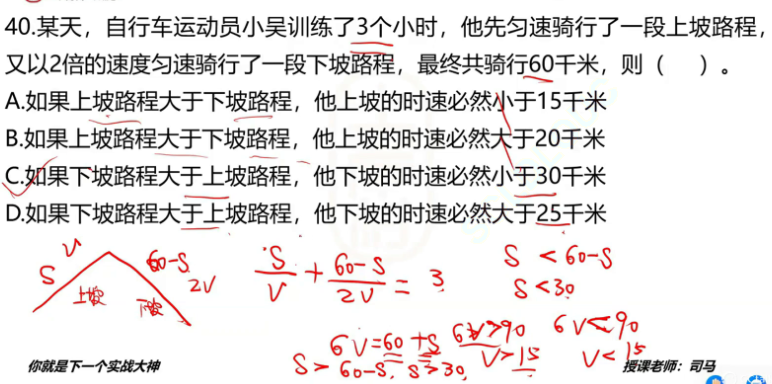 40.某天，自行车运动员小吴训练了3个小时，他先匀速骑行了一段上坡路程，
又以2倍的速度匀速骑行了一段下坡路程，最终共骑行60千米，则（ ）。
A.如果上坡路程大于下坡路程，他上坡的时速必然小于15千米
B.如果上坡路程大于下坡路程，他上坡的时速必然大于20千米
C.如果下坡路程大于上坡路程，他下坡的时速必然小于30千米
D.如果下坡路程大于上坡路程，他下坡的时速必然大于25千米
S V 上坡 下坡 60-S 2V
S/V + 60-S/2V = 3
S < 60-S
S<30
6V=60+S 6V>90 6V<90
S> 60-S. S>30 V>15 V<15
你就是下一个实战大神
授课老师：司马